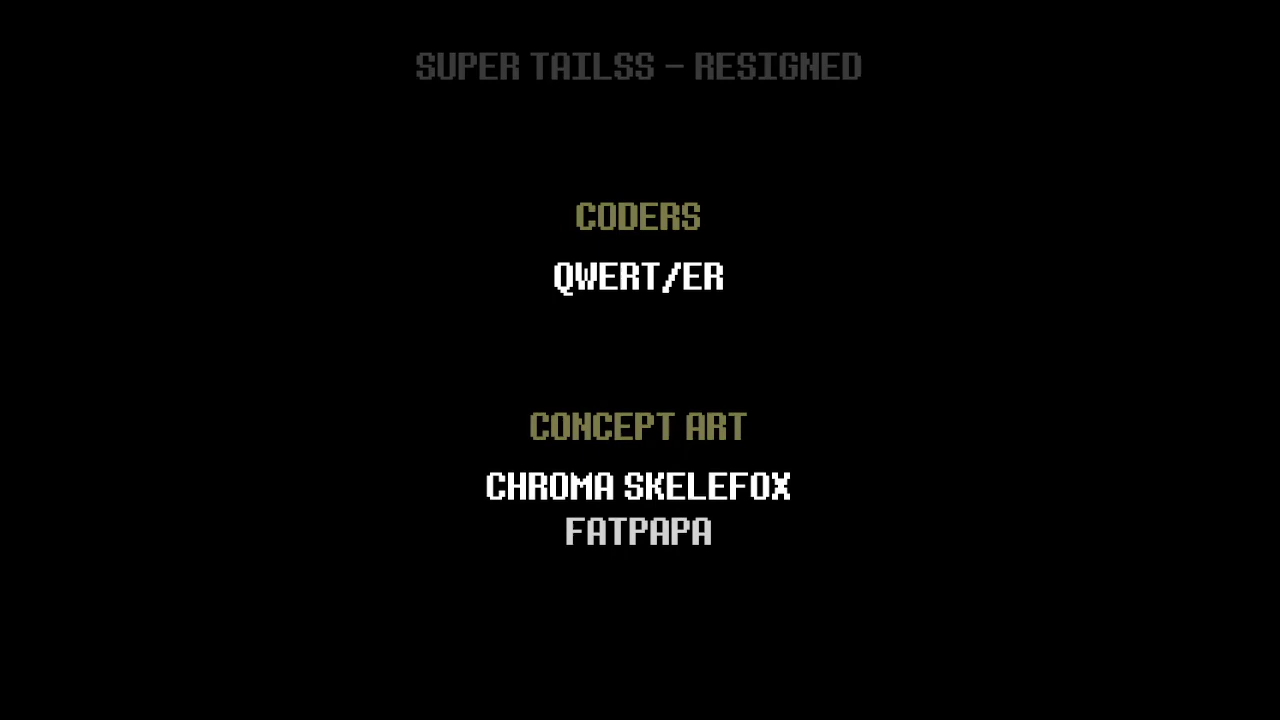 SUPER TAILSS - RESIGNED
CODERS
QWERT/ER
CONCEPT ART
CHROMA SKELEFOX
FATPAPA